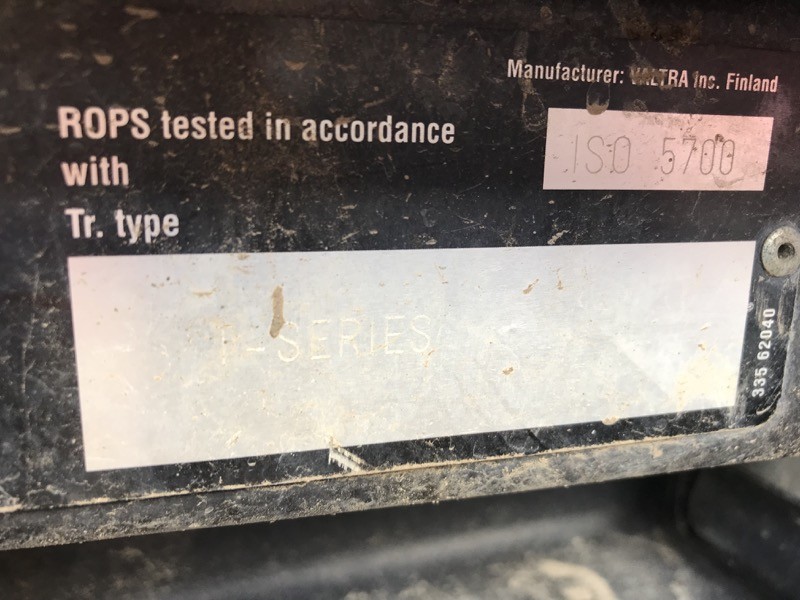 Manufacturer: VALTRA Inc. Finland
ROPS tested in accordance
with
ISO 5700
Tr. type
T-SERIES
335 62040